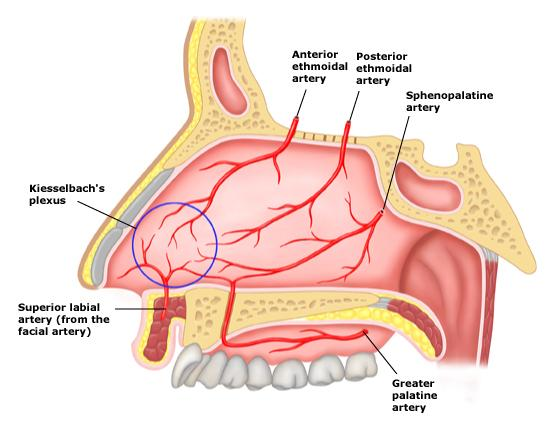 Anterior
ethmoidal
artery
Posterior
ethmoidal
artery
Sphenopalatine
artery
Kiesselbach's
plexus
Superior labial
artery (from the
facial artery)
Greater
palatine
artery